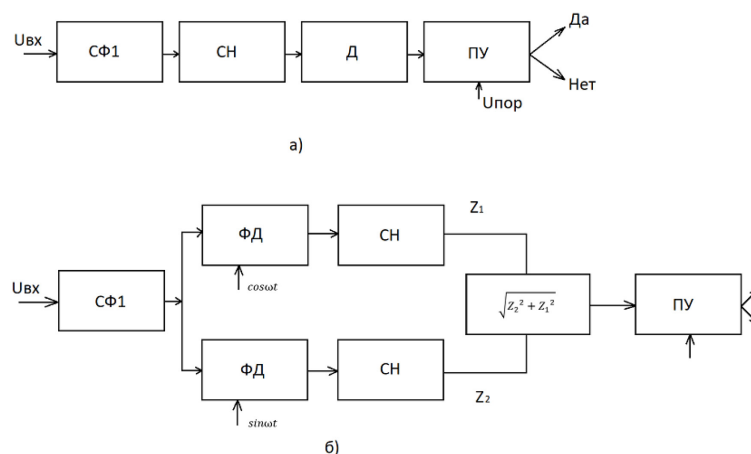 Uвх
СФ1
СН
Д
ПУ
Да
Нет
Uпор
а)
Uвх
СФ1
ФД
cosωt
СН
Z₁
√Z₂² + Z₁²
ПУ
ФД
sinωt
СН
Z₂
б)